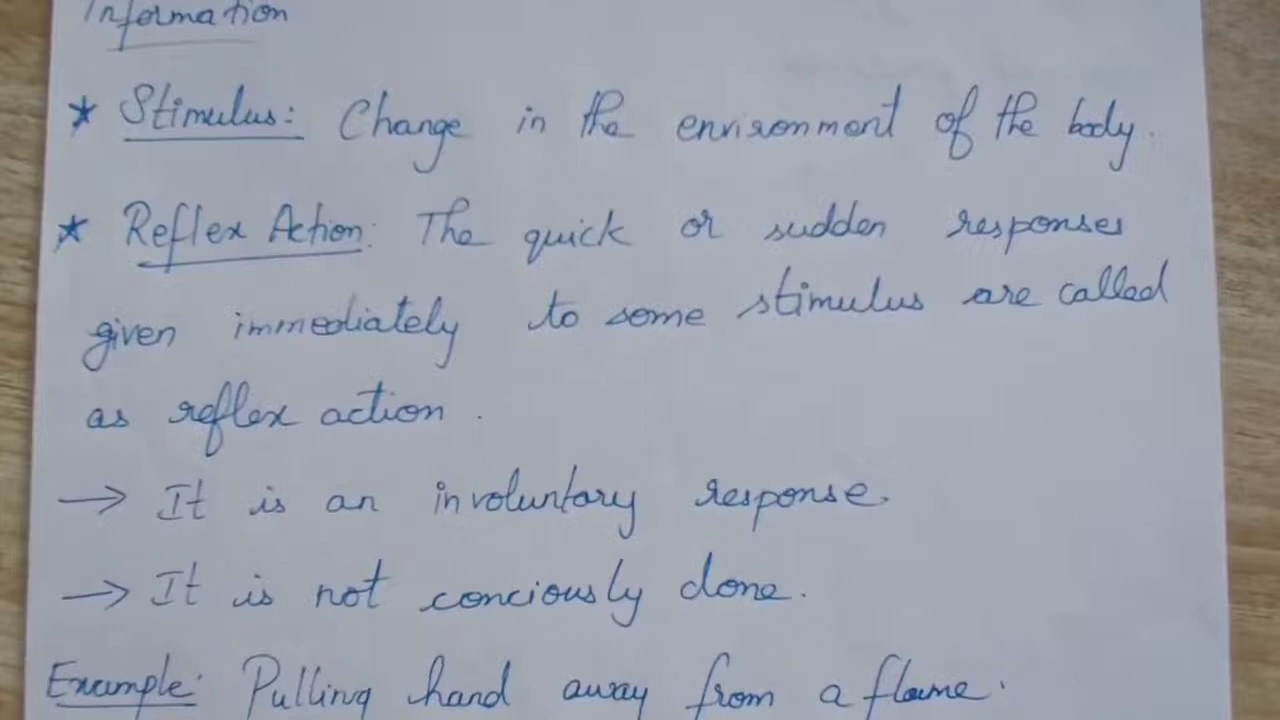 Information
★ Stimulus: Change in the environment of the body.
★ Reflex Action: The quick or sudden responses
given immediately to some stimulus are called
as reflex action.
→ It is an involuntary response.
→ It is not conciously done.
Example: Pulling hand away from a flame.